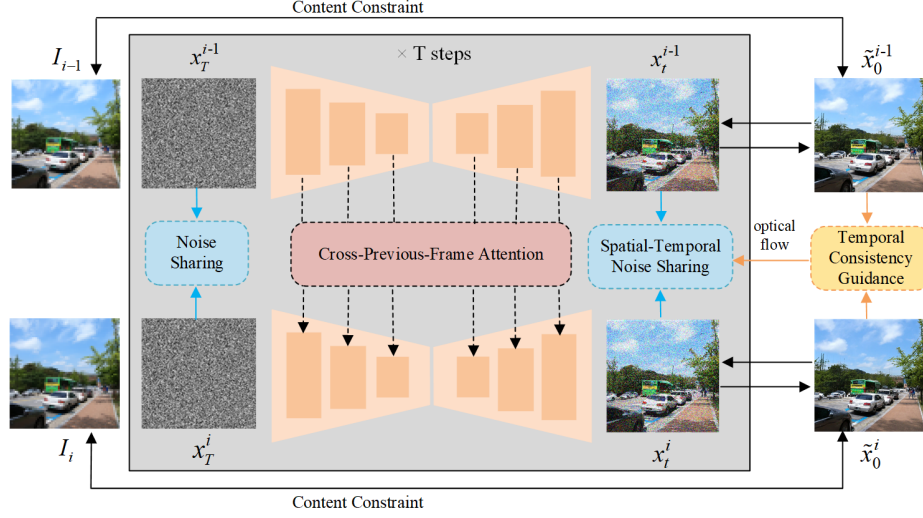 Content Constraint
I_{i-1}
x_T^{i-1}
× T steps
x_t^{i-1}
x̃_0^{i-1}
Noise
Sharing
Cross-Previous-Frame Attention
Spatial-Temporal
Noise Sharing
optical
flow
Temporal
Consistency
Guidance
I_i
x_T^i
x_t^i
x̃_0^i
Content Constraint